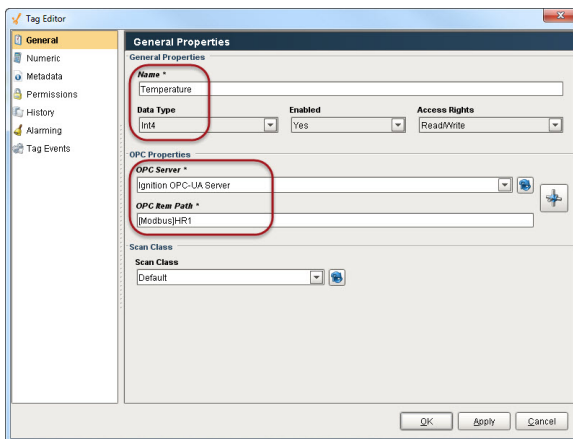 Tag Editor
General
Numeric
Metadata
Permissions
History
Alarming
Tag Events
General Properties
General Properties
Name *
Temperature
Data Type Enabled Access Rights
Int4 Yes Read/Write
OPC Properties
OPC Server *
Ignition OPC-UA Server
OPC Item Path *
[Modbus]HR1
Scan Class
Scan Class
Default
OK Apply Cancel